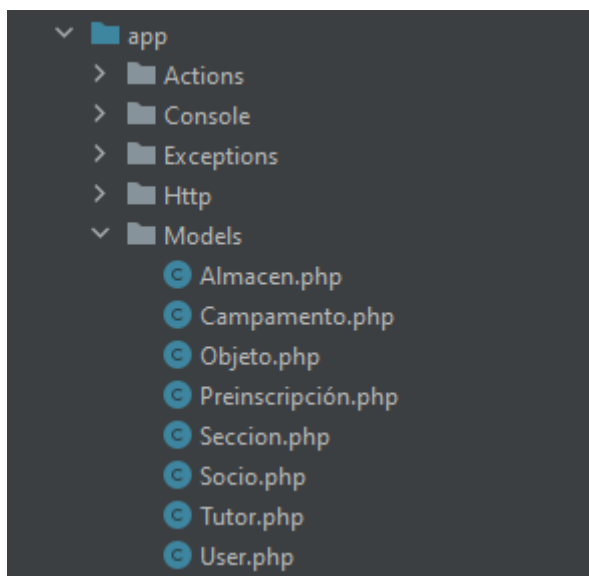 app
Actions
Console
Exceptions
Http
Models
Almacen.php
Campamento.php
Objeto.php
Preinscripción.php
Seccion.php
Socio.php
Tutor.php
User.php